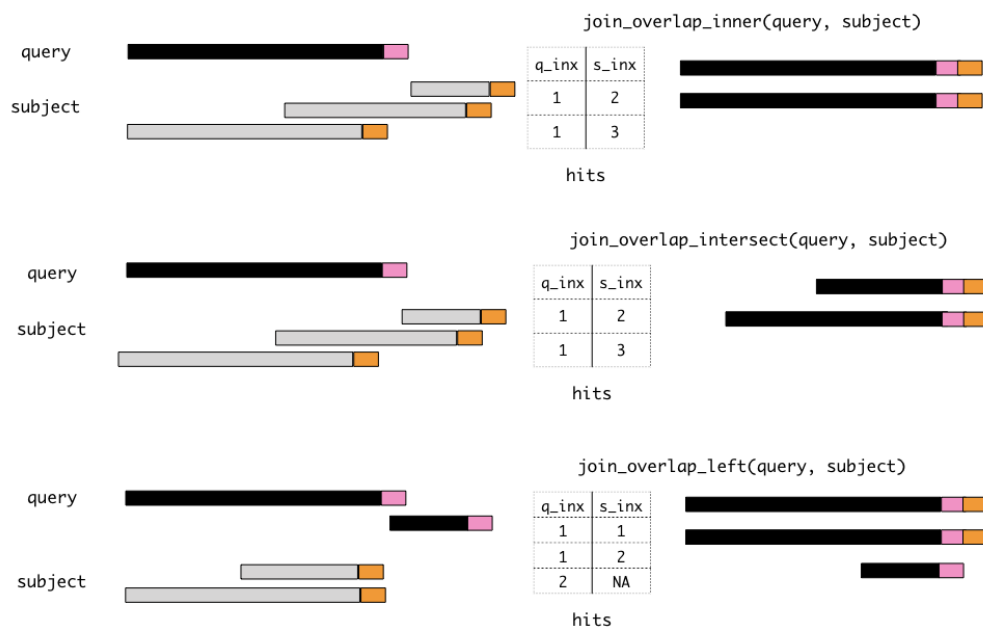 join_overlap_inner(query, subject)
query
subject
q_inx s_inx
1 2
1 3
hits
join_overlap_intersect(query, subject)
query
subject
q_inx s_inx
1 2
1 3
hits
join_overlap_left(query, subject)
query
subject
q_inx s_inx
1 1
1 2
2 NA
hits